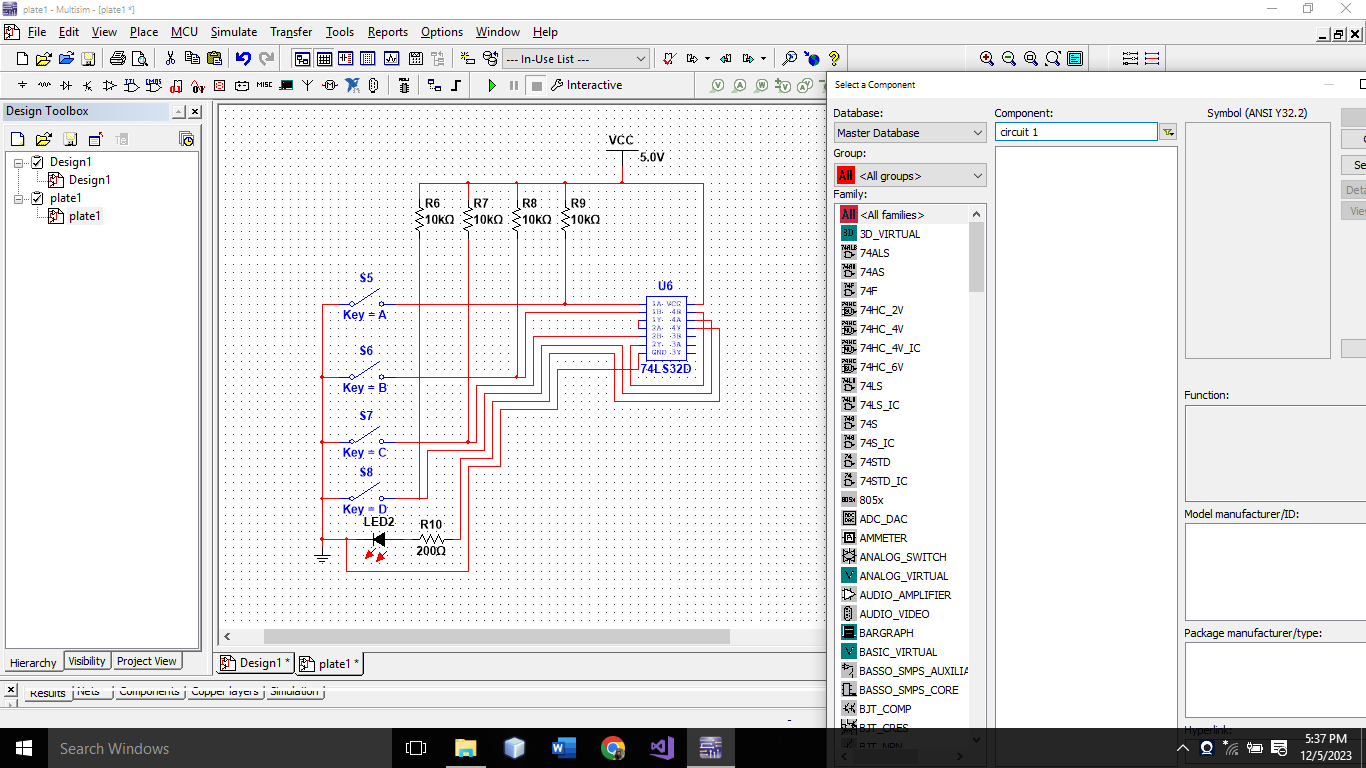 plate1 - Multisim - [plate1 *]
File Edit View Place MCU Simulate Transfer Tools Reports Options Window Help
--- In-Use List ---
MISC Interactive
Select a Component
Design Toolbox
Design1
Design1
plate1
plate1
Hierarchy Visibility Project View
VCC
5.0V
R6 R7 R8 R9
10kΩ 10kΩ 10kΩ 10kΩ
S5
Key = A
S6
Key = B
S7
Key = C
S8
Key = D
U6
1A VCC
1B 4B
1Y 4A
2A 4Y
2B 3B
2Y 3A
GND 3Y
74LS32D
LED2
R10
200Ω
Design1 * plate1 *
Results Nets Components Copper layers Simulation
Database:
Master Database
Group:
All <All groups>
Family:
All <All families>
3D_VIRTUAL
74ALS
74AS
74F
74HC_2V
74HC_4V
74HC_4V_IC
74HC_6V
74LS
74LS_IC
74S
74S_IC
74STD
74STD_IC
805x
ADC_DAC
AMMETER
ANALOG_SWITCH
ANALOG_VIRTUAL
AUDIO_AMPLIFIER
AUDIO_VIDEO
BARGRAPH
BASIC_VIRTUAL
BASSO_SMPS_AUXILIA
BASSO_SMPS_CORE
BJT_COMP
BJT_CRES
BJT_NPN
Component:
circuit 1
Symbol (ANSI Y32.2)
Se
Deta
View
Function:
Model manufacturer/ID:
Package manufacturer/type:
Hyperlink:
Search Windows
5:37 PM
12/5/2023